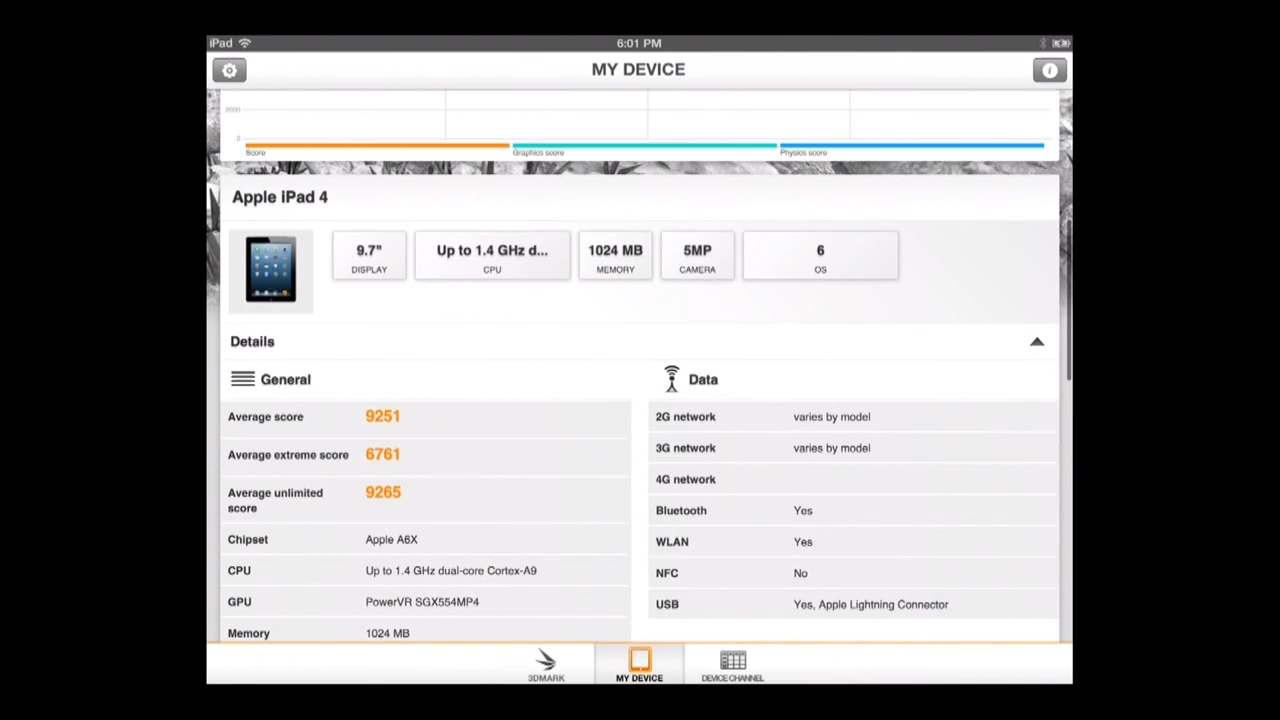 iPad
6:01 PM
MY DEVICE
2000
0
Score
Graphics score
Physics score
Apple iPad 4
9.7"
DISPLAY
Up to 1.4 GHz d...
CPU
1024 MB
MEMORY
5MP
CAMERA
6
OS
Details
General
Average score 9251
Average extreme score 6761
Average unlimited
score
9265
Chipset Apple A6X
CPU Up to 1.4 GHz dual-core Cortex-A9
GPU PowerVR SGX554MP4
Memory 1024 MB
Data
2G network varies by model
3G network varies by model
4G network
Bluetooth Yes
WLAN Yes
NFC No
USB Yes, Apple Lightning Connector
3DMARK
MY DEVICE
DEVICE CHANNEL